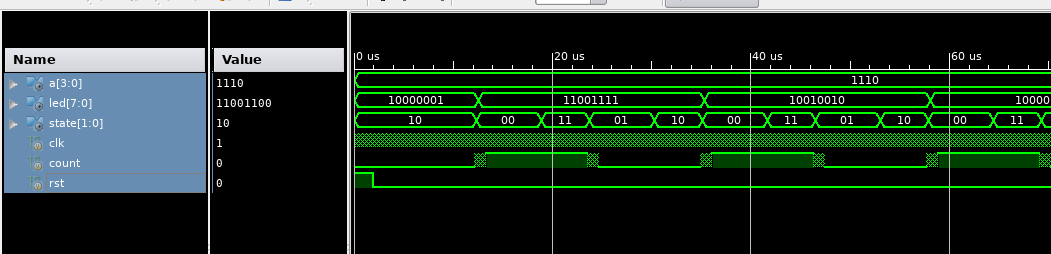 Name Value
0 us 20 us 40 us 60 us
a[3:0] 1110 1110
led[7:0] 11001100 10000001 11001111 10010010 10000
state[1:0] 10 10 00 11 01 10 00 11 01 10 00 11
clk 1
count 0
rst 0